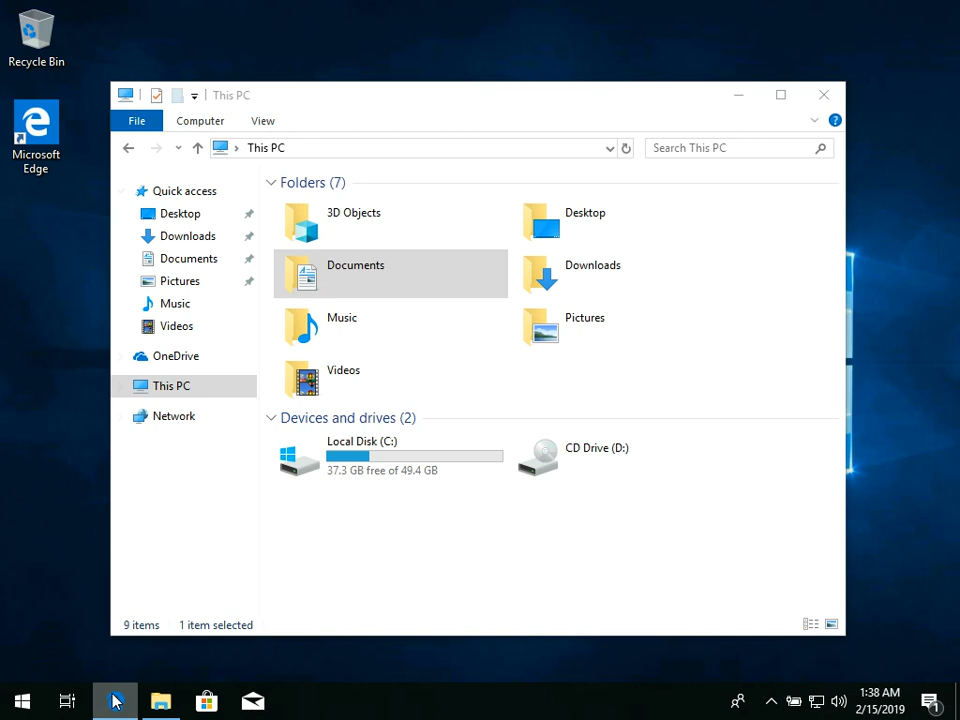 Recycle Bin
Microsoft
Edge
This PC
File
Computer
View
?
This PC
Search This PC
Quick access
Desktop
Downloads
Documents
Pictures
Music
Videos
OneDrive
This PC
Network
Folders (7)
3D Objects
Desktop
Documents
Downloads
Music
Pictures
Videos
Devices and drives (2)
Local Disk (C:)
37.3 GB free of 49.4 GB
CD Drive (D:)
9 items
1 item selected
1:38 AM
2/15/2019
1